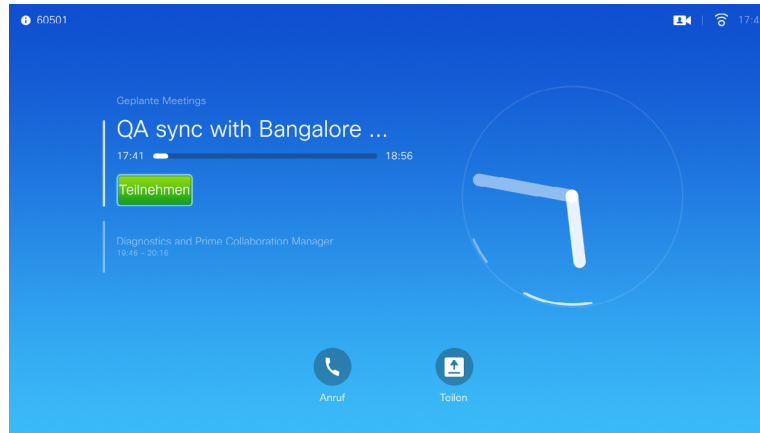 60501
17:4
Geplante Meetings
QA sync with Bangalore ...
17:41 18:56
Teilnehmen
Diagnostics and Prime Collaboration Manager
19:46 - 20:16
Anruf
Teilen